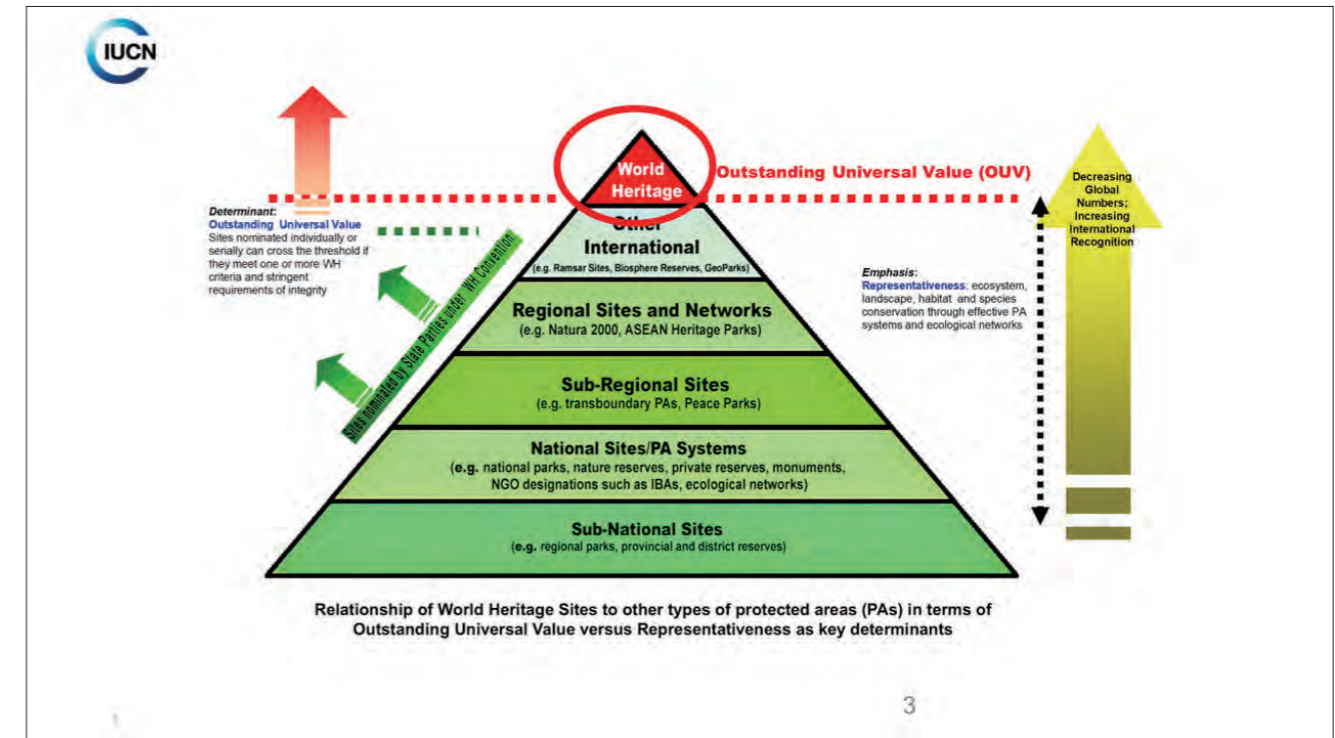 IUCN
World
Heritage
Outstanding Universal Value (OUV)
Determinant:
Outstanding Universal Value
Sites nominated individually or
serially can cross the threshold if
they meet one or more WH
criteria and stringent
requirements of integrity
Sites nominated by State Parties under WH Convention
Other
International
(e.g. Ramsar Sites, Biosphere Reserves, GeoParks)
Regional Sites and Networks
(e.g. Natura 2000, ASEAN Heritage Parks)
Sub-Regional Sites
(e.g. transboundary PAs, Peace Parks)
National Sites/PA Systems
(e.g. national parks, nature reserves, private reserves, monuments,
NGO designations such as IBAs, ecological networks)
Sub-National Sites
(e.g. regional parks, provincial and district reserves)
Emphasis:
Representativeness: ecosystem,
landscape, habitat and species
conservation through effective PA
systems and ecological networks
Decreasing
Global
Numbers;
Increasing
International
Recognition
Relationship of World Heritage Sites to other types of protected areas (PAs) in terms of
Outstanding Universal Value versus Representativeness as key determinants
3